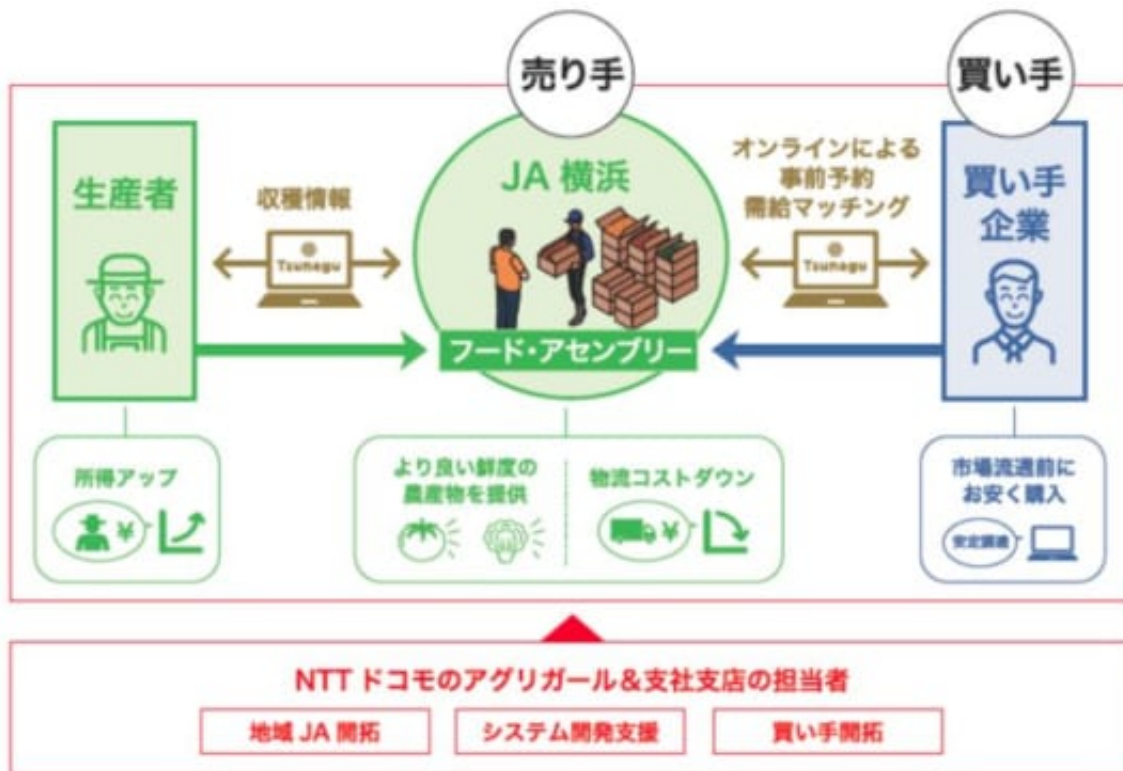 売り手
買い手
生産者
収種情報
Tsunagu
JA 横浜
フード・アセンブリー
オンラインによる
事前予約
需給マッチング
Tsunagu
買い手
企業
所得アップ
¥
より良い鮮度の
農産物を提供
物流コストダウン
¥
市場流通前に
お安く購入
安定調達
NTT ドコモのアグリガール&支社支店の担当者
地域 JA 開拓
システム開発支援
買い手開拓